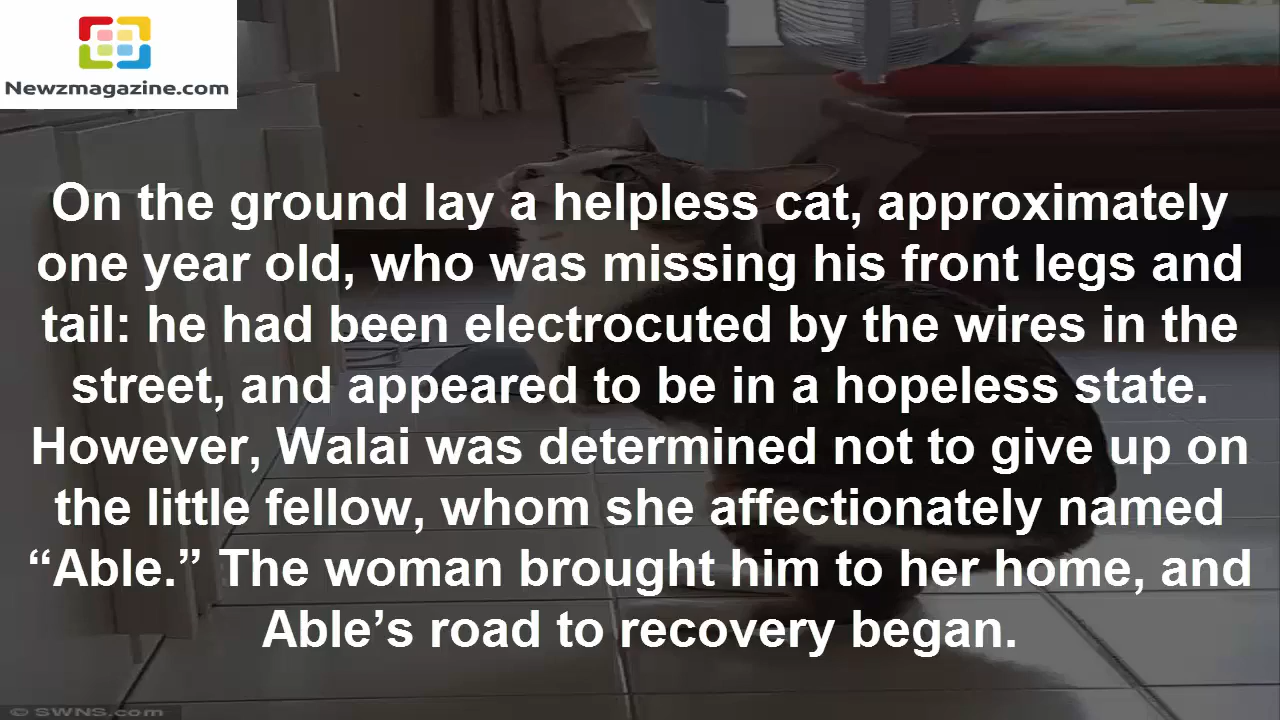 Newzmagazine.com
On the ground lay a helpless cat, approximately
one year old, who was missing his front legs and
tail: he had been electrocuted by the wires in the
street, and appeared to be in a hopeless state.
However, Walai was determined not to give up on
the little fellow, whom she affectionately named
“Able.” The woman brought him to her home, and
Able’s road to recovery began.
© SWNS.com